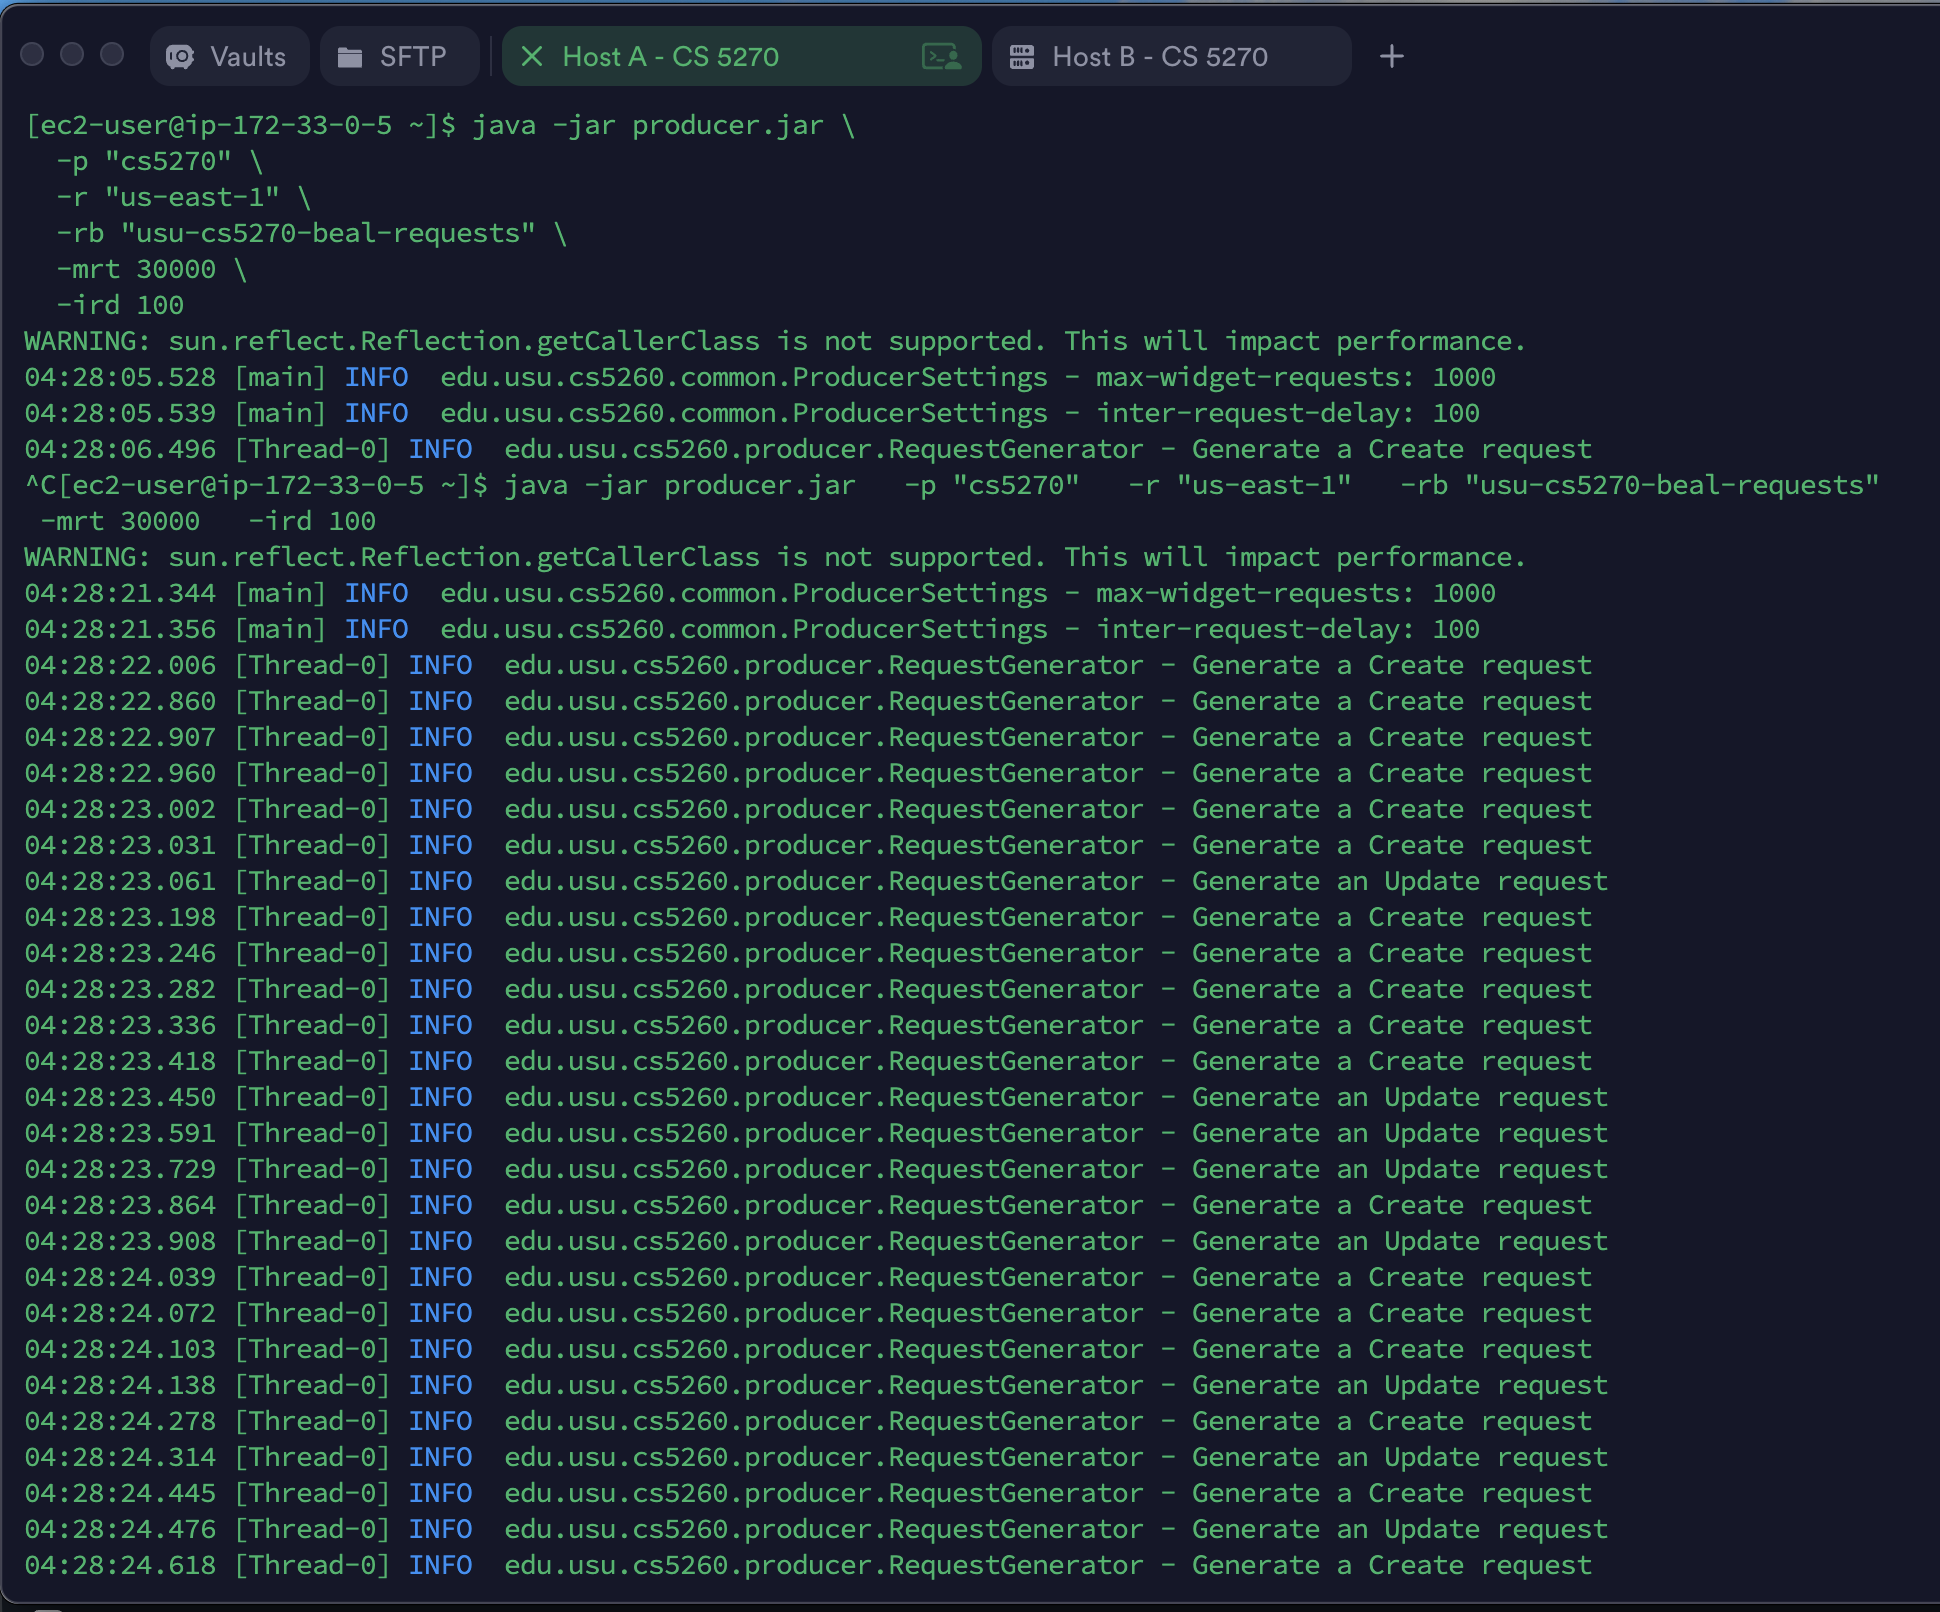 Vaults SFTP Host A - CS 5270 Host B - CS 5270 +
[ec2-user@ip-172-33-0-5 ~]$ java -jar producer.jar \
  -p "cs5270" \
  -r "us-east-1" \
  -rb "usu-cs5270-beal-requests" \
  -mrt 30000 \
  -ird 100
WARNING: sun.reflect.Reflection.getCallerClass is not supported. This will impact performance.
04:28:05.528 [main] INFO  edu.usu.cs5260.common.ProducerSettings - max-widget-requests: 1000
04:28:05.539 [main] INFO  edu.usu.cs5260.common.ProducerSettings - inter-request-delay: 100
04:28:06.496 [Thread-0] INFO  edu.usu.cs5260.producer.RequestGenerator - Generate a Create request
^C[ec2-user@ip-172-33-0-5 ~]$ java -jar producer.jar   -p "cs5270"   -r "us-east-1"   -rb "usu-cs5270-beal-requests"
 -mrt 30000   -ird 100
WARNING: sun.reflect.Reflection.getCallerClass is not supported. This will impact performance.
04:28:21.344 [main] INFO  edu.usu.cs5260.common.ProducerSettings - max-widget-requests: 1000
04:28:21.356 [main] INFO  edu.usu.cs5260.common.ProducerSettings - inter-request-delay: 100
04:28:22.006 [Thread-0] INFO  edu.usu.cs5260.producer.RequestGenerator - Generate a Create request
04:28:22.860 [Thread-0] INFO  edu.usu.cs5260.producer.RequestGenerator - Generate a Create request
04:28:22.907 [Thread-0] INFO  edu.usu.cs5260.producer.RequestGenerator - Generate a Create request
04:28:22.960 [Thread-0] INFO  edu.usu.cs5260.producer.RequestGenerator - Generate a Create request
04:28:23.002 [Thread-0] INFO  edu.usu.cs5260.producer.RequestGenerator - Generate a Create request
04:28:23.031 [Thread-0] INFO  edu.usu.cs5260.producer.RequestGenerator - Generate a Create request
04:28:23.061 [Thread-0] INFO  edu.usu.cs5260.producer.RequestGenerator - Generate an Update request
04:28:23.198 [Thread-0] INFO  edu.usu.cs5260.producer.RequestGenerator - Generate a Create request
04:28:23.246 [Thread-0] INFO  edu.usu.cs5260.producer.RequestGenerator - Generate a Create request
04:28:23.282 [Thread-0] INFO  edu.usu.cs5260.producer.RequestGenerator - Generate a Create request
04:28:23.336 [Thread-0] INFO  edu.usu.cs5260.producer.RequestGenerator - Generate a Create request
04:28:23.418 [Thread-0] INFO  edu.usu.cs5260.producer.RequestGenerator - Generate a Create request
04:28:23.450 [Thread-0] INFO  edu.usu.cs5260.producer.RequestGenerator - Generate an Update request
04:28:23.591 [Thread-0] INFO  edu.usu.cs5260.producer.RequestGenerator - Generate an Update request
04:28:23.729 [Thread-0] INFO  edu.usu.cs5260.producer.RequestGenerator - Generate an Update request
04:28:23.864 [Thread-0] INFO  edu.usu.cs5260.producer.RequestGenerator - Generate a Create request
04:28:23.908 [Thread-0] INFO  edu.usu.cs5260.producer.RequestGenerator - Generate an Update request
04:28:24.039 [Thread-0] INFO  edu.usu.cs5260.producer.RequestGenerator - Generate a Create request
04:28:24.072 [Thread-0] INFO  edu.usu.cs5260.producer.RequestGenerator - Generate a Create request
04:28:24.103 [Thread-0] INFO  edu.usu.cs5260.producer.RequestGenerator - Generate a Create request
04:28:24.138 [Thread-0] INFO  edu.usu.cs5260.producer.RequestGenerator - Generate an Update request
04:28:24.278 [Thread-0] INFO  edu.usu.cs5260.producer.RequestGenerator - Generate a Create request
04:28:24.314 [Thread-0] INFO  edu.usu.cs5260.producer.RequestGenerator - Generate an Update request
04:28:24.445 [Thread-0] INFO  edu.usu.cs5260.producer.RequestGenerator - Generate a Create request
04:28:24.476 [Thread-0] INFO  edu.usu.cs5260.producer.RequestGenerator - Generate an Update request
04:28:24.618 [Thread-0] INFO  edu.usu.cs5260.producer.RequestGenerator - Generate a Create request